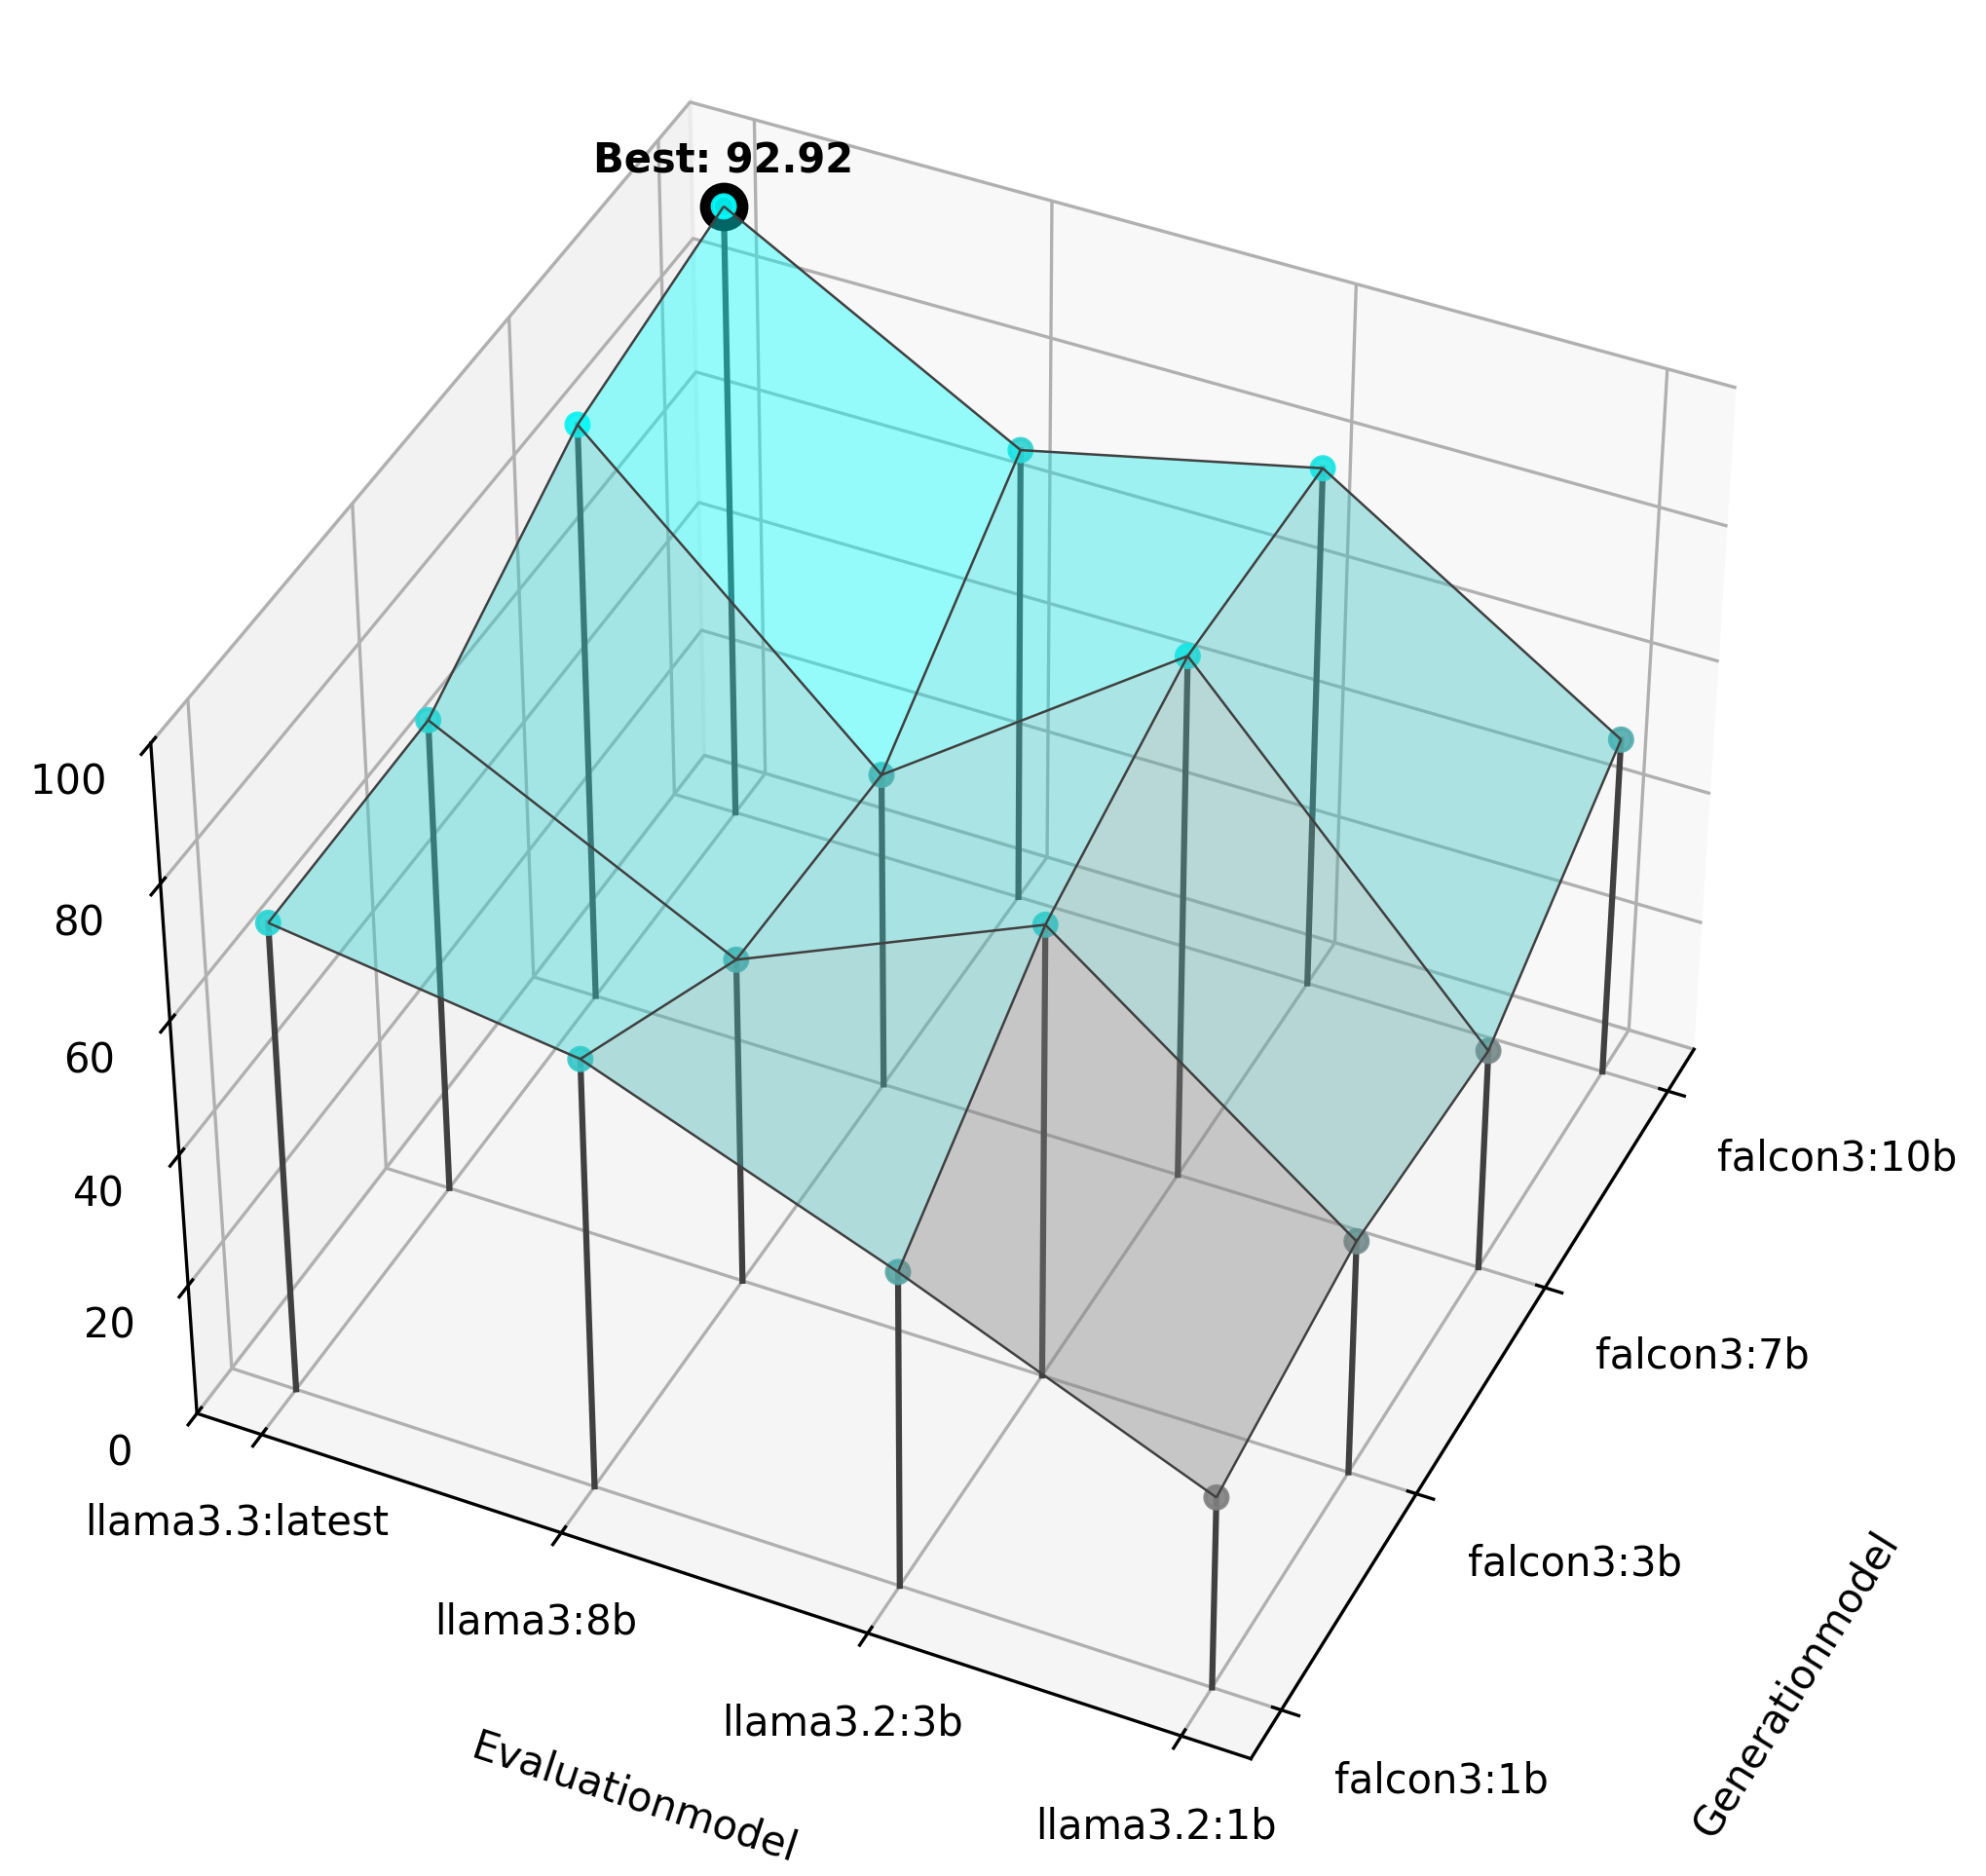 Best: 92.92
100
80
60
40
20
0
llama3.3:latest
llama3:8b
llama3.2:3b
llama3.2:1b
Evaluationmodel
falcon3:10b
falcon3:7b
falcon3:3b
falcon3:1b
Generationmodel